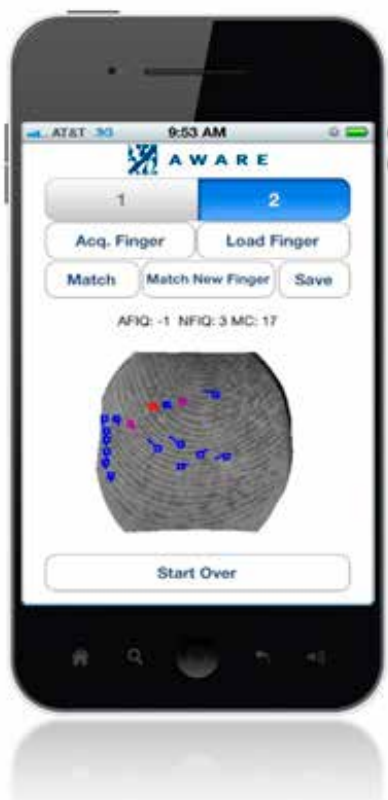 AT&T 3G 9:53 AM
AWARE
1 2
Acq. Finger Load Finger
Match Match New Finger Save
AFIQ: -1 NFIQ: 3 MC: 17
Start Over